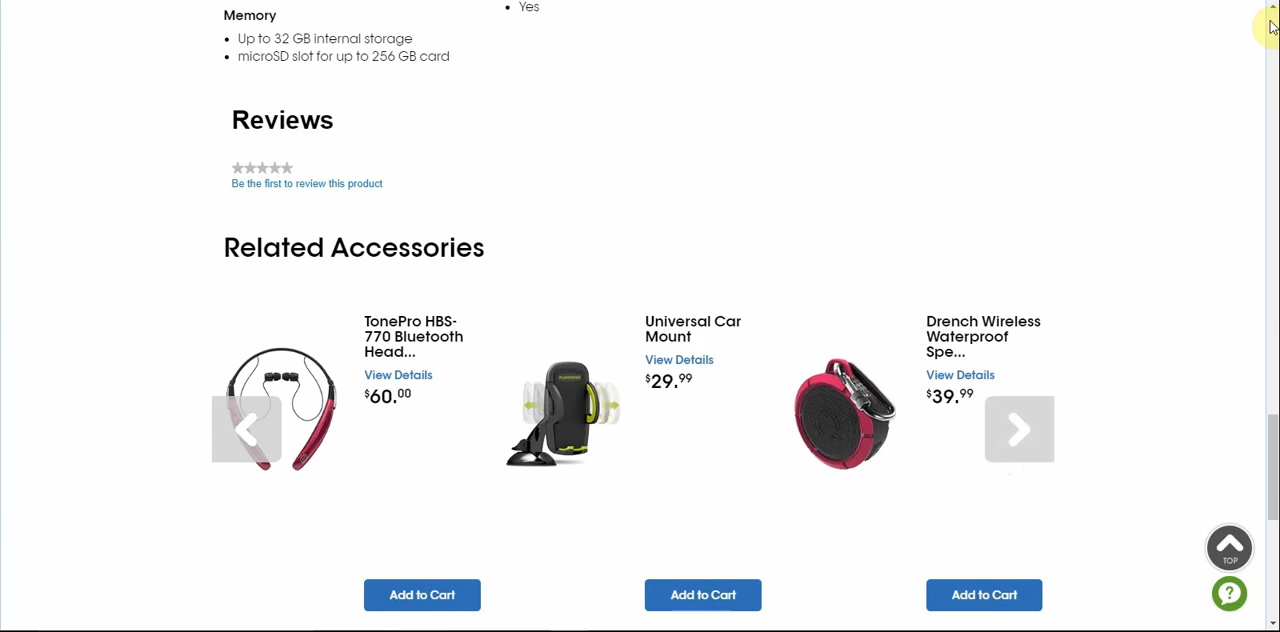 Memory
Yes
Up to 32 GB internal storage
microSD slot for up to 256 GB card
Reviews
Be the first to review this product
Related Accessories
TonePro HBS-
770 Bluetooth
Head...
View Details
$60.00
Universal Car
Mount
View Details
$29.99
Drench Wireless
Waterproof
Spe...
View Details
$39.99
TOP
Add to Cart
Add to Cart
Add to Cart